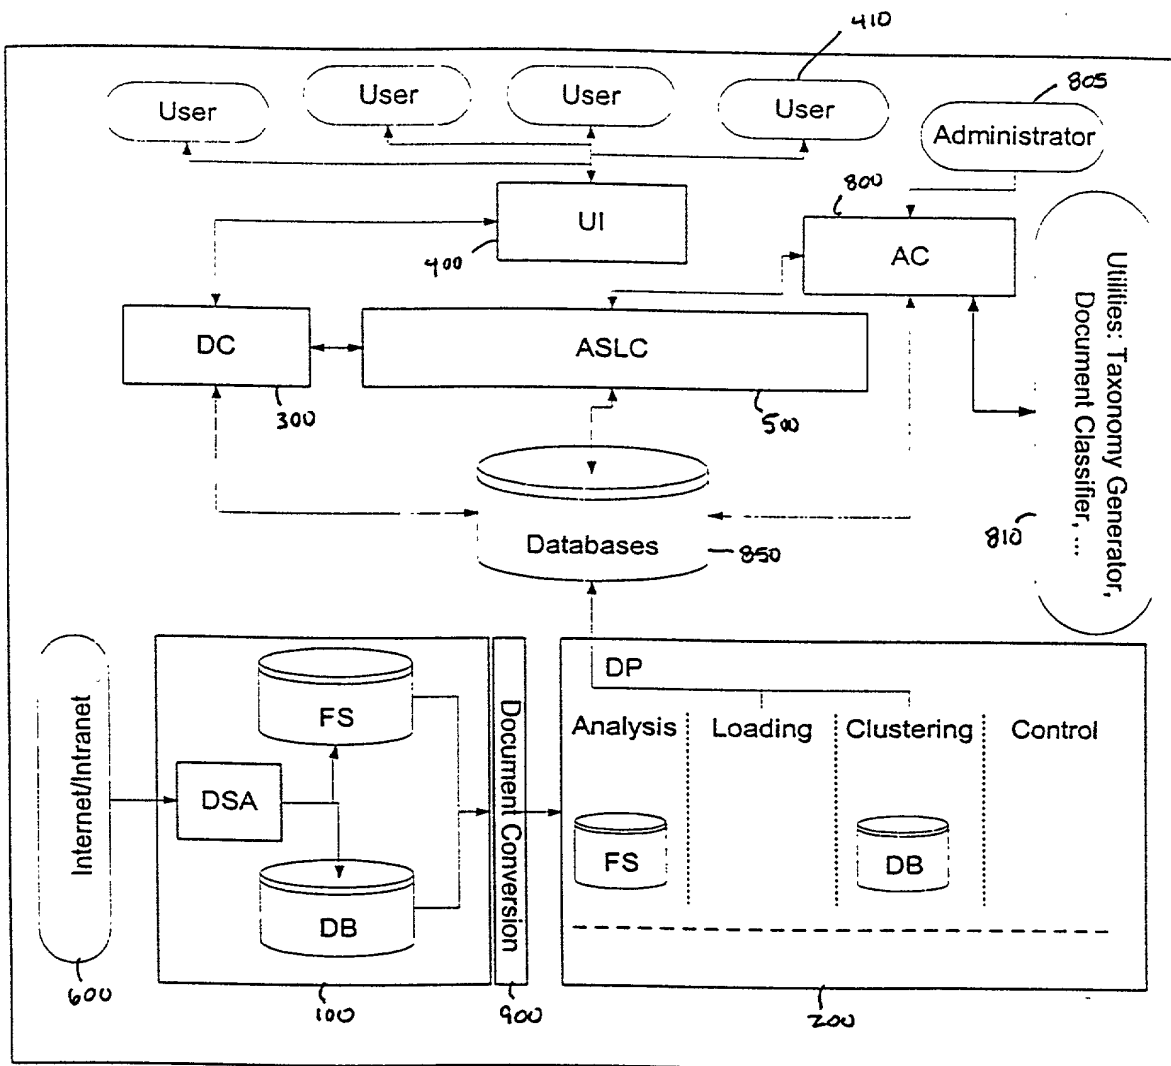 410
User
User
User
User
805
Administrator
800
UI
400
AC
Utilities: Taxonomy Generator,
Document Classifier, ...
810
DC
300
ASLC
500
Databases
850
Internet/Intranet
600
FS
DSA
DB
100
Document Conversion
900
DP
Analysis
Loading
Clustering
Control
FS
DB
200